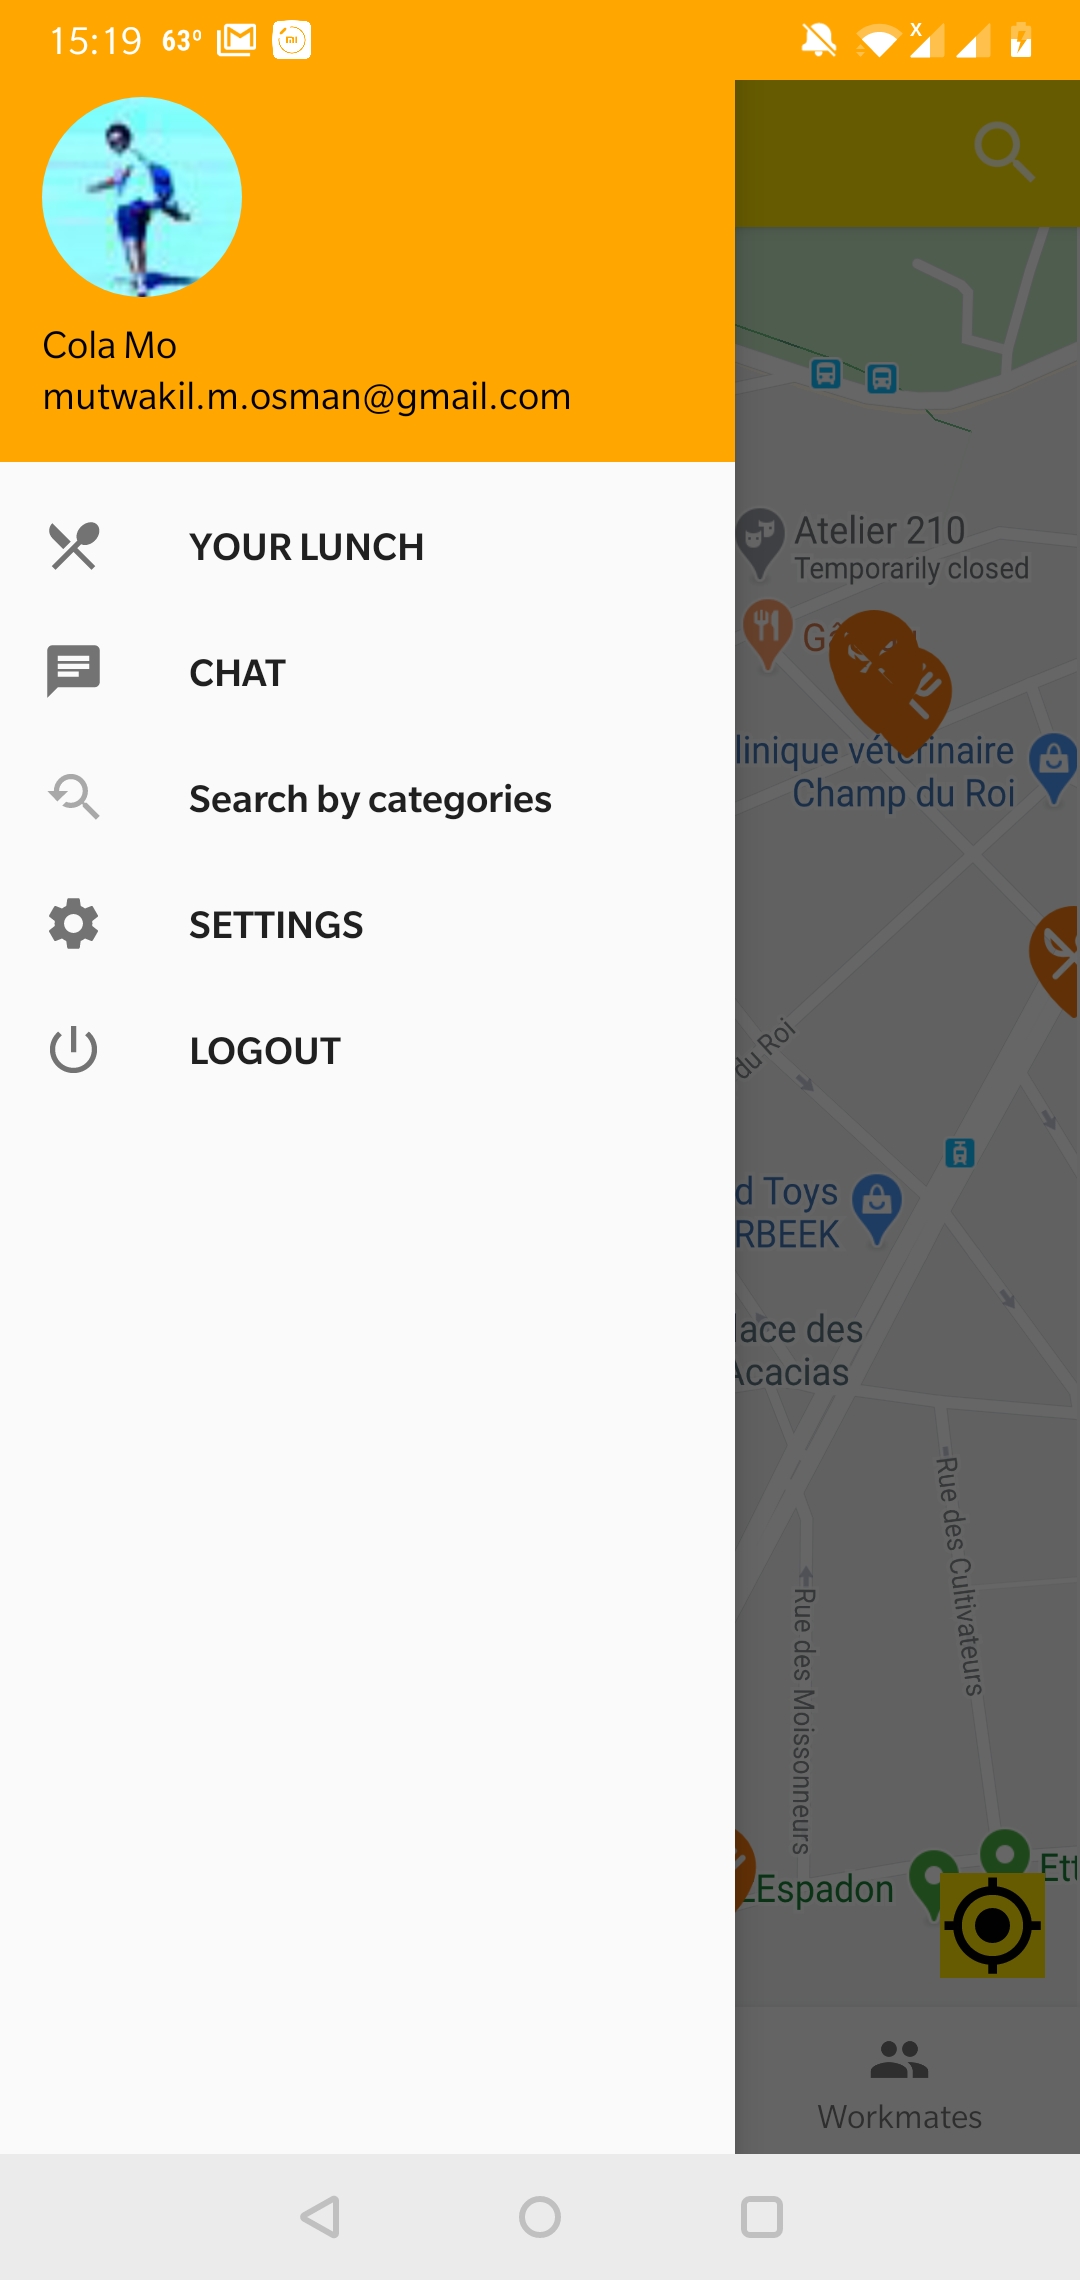 15:19 63°
Cola Mo
mutwakil.m.osman@gmail.com
YOUR LUNCH
CHAT
Search by categories
SETTINGS
LOGOUT
Atelier 210
Temporarily closed
linique vétérinaire
Champ du Roi
du Roi
d Toys
RBEEK
lace des
Acacias
Rue des Cultivateurs
Rue des Moissonneurs
Espadon
Ett
Workmates